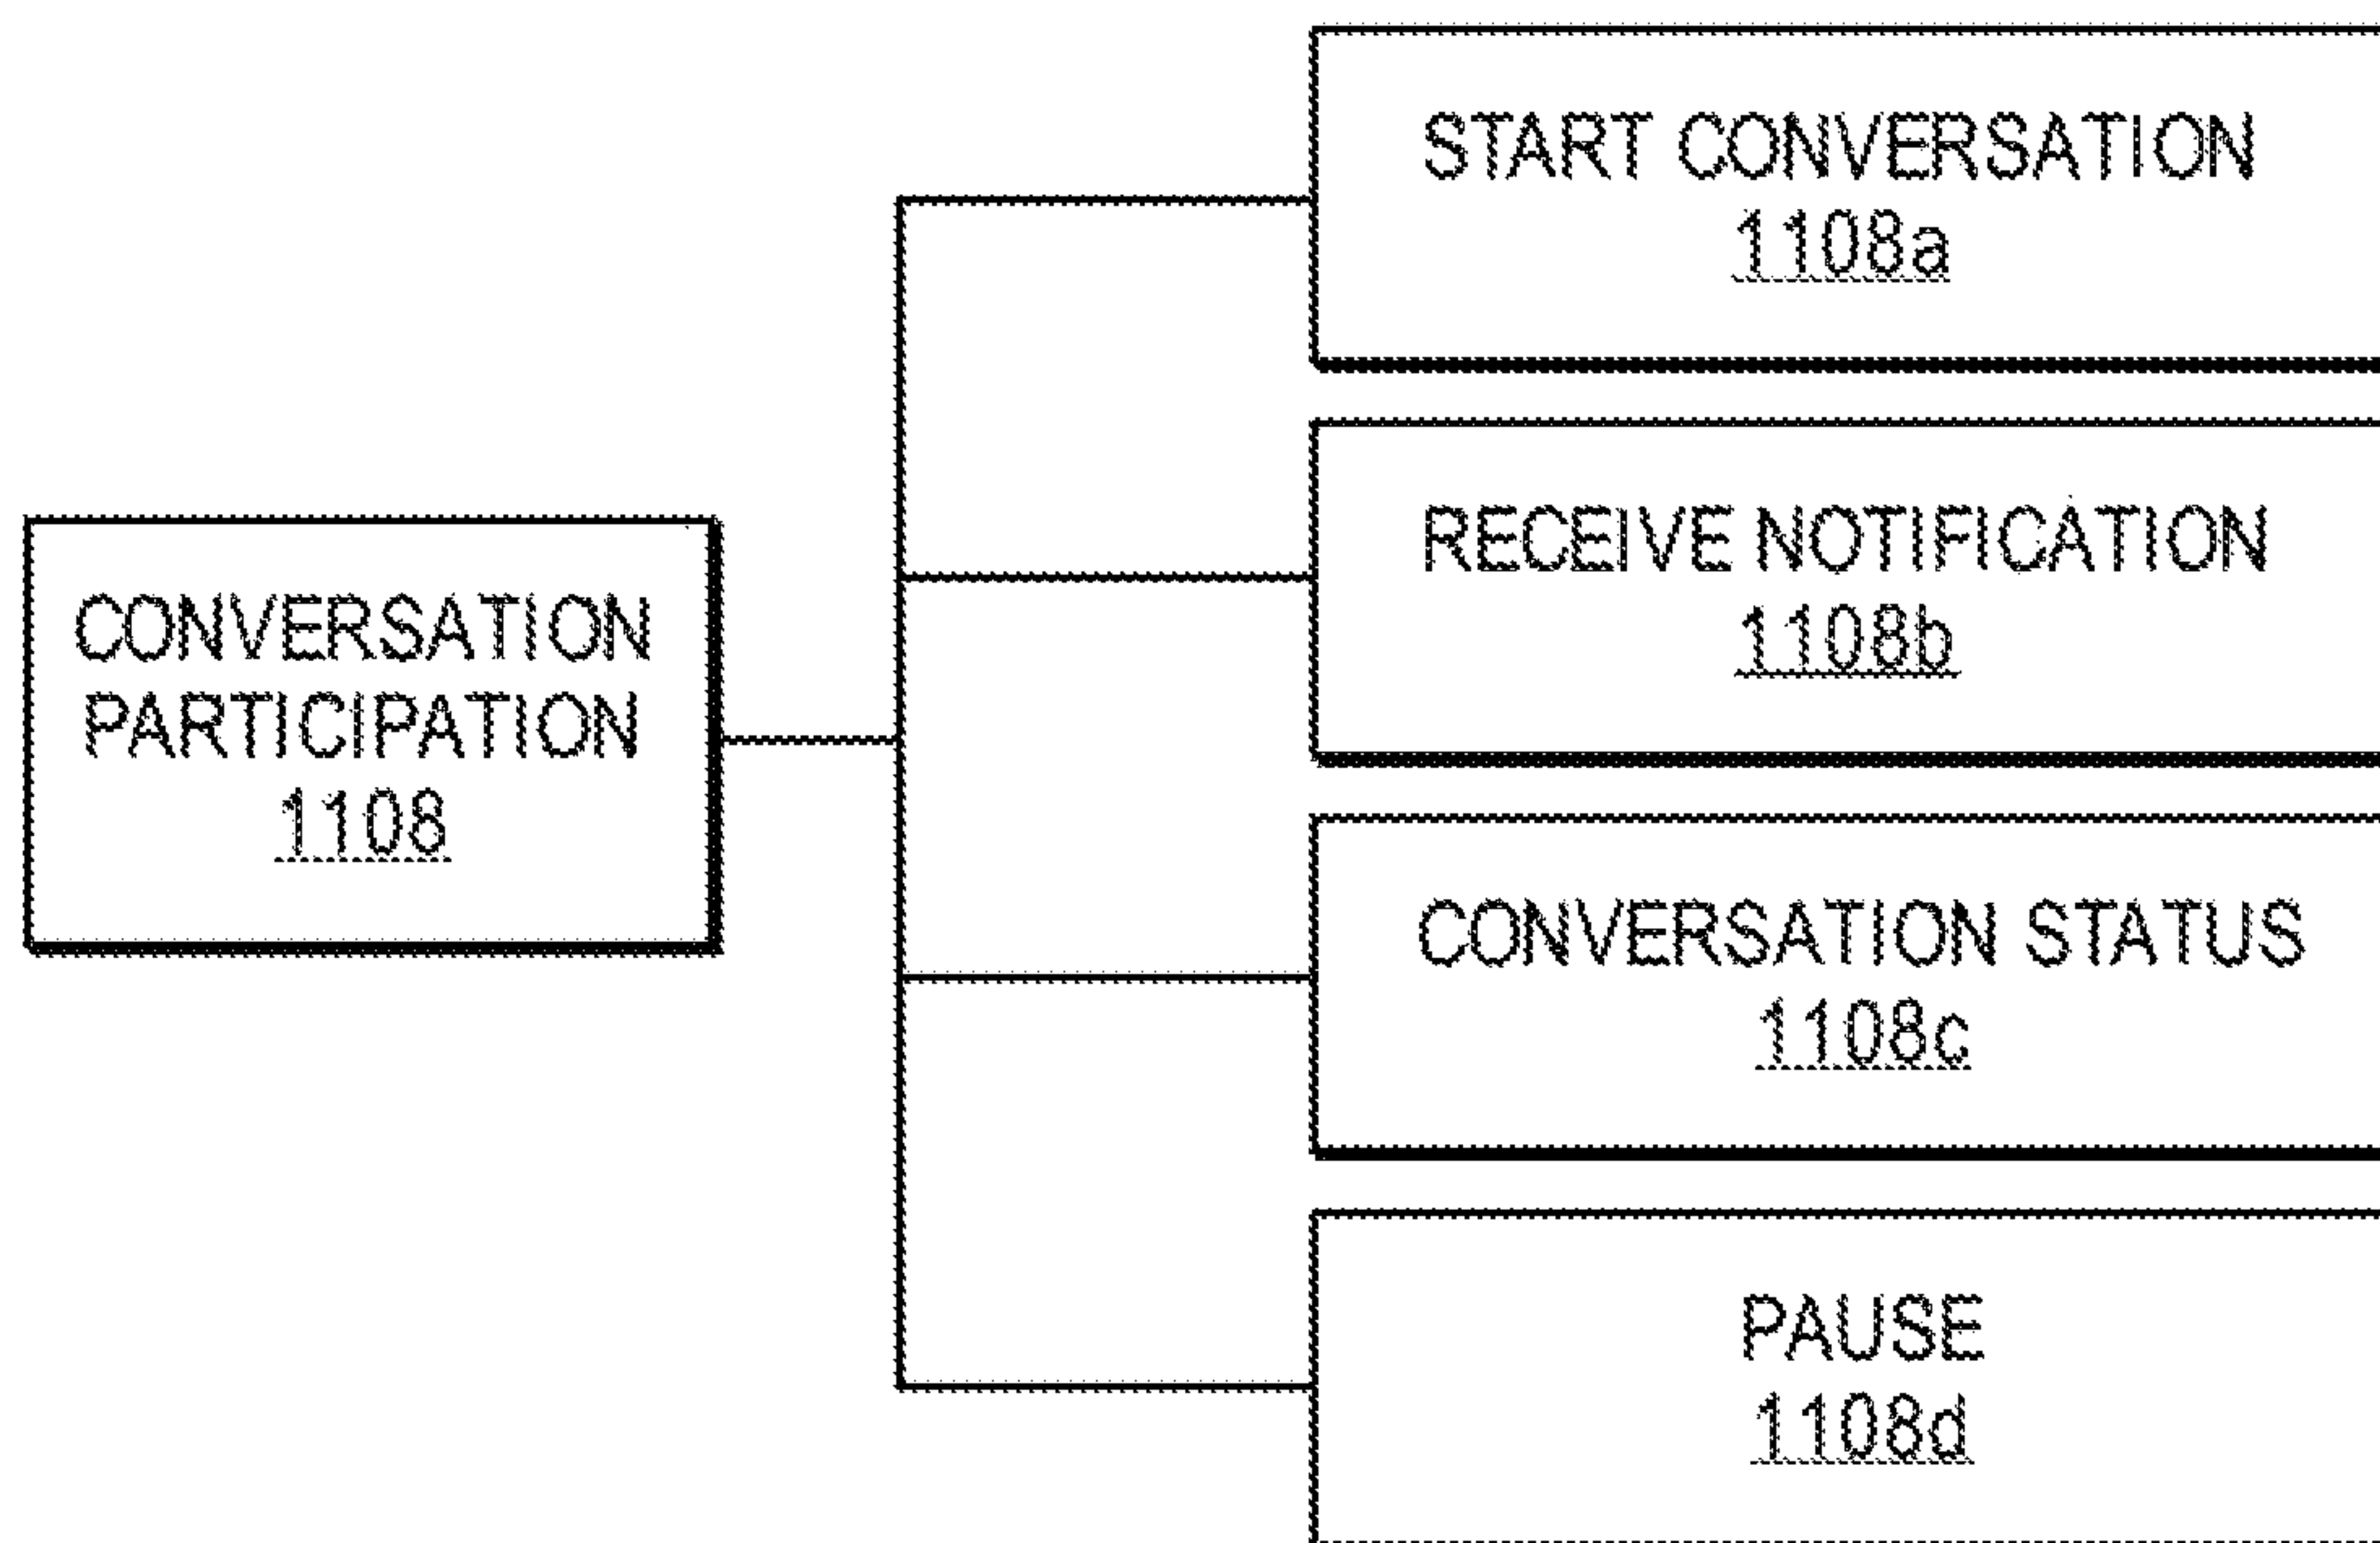 CONVERSATION
PARTICIPATION
1108
START CONVERSATION
1108a
RECEIVE NOTIFICATION
1108b
CONVERSATION STATUS
1108c
PAUSE
1108d